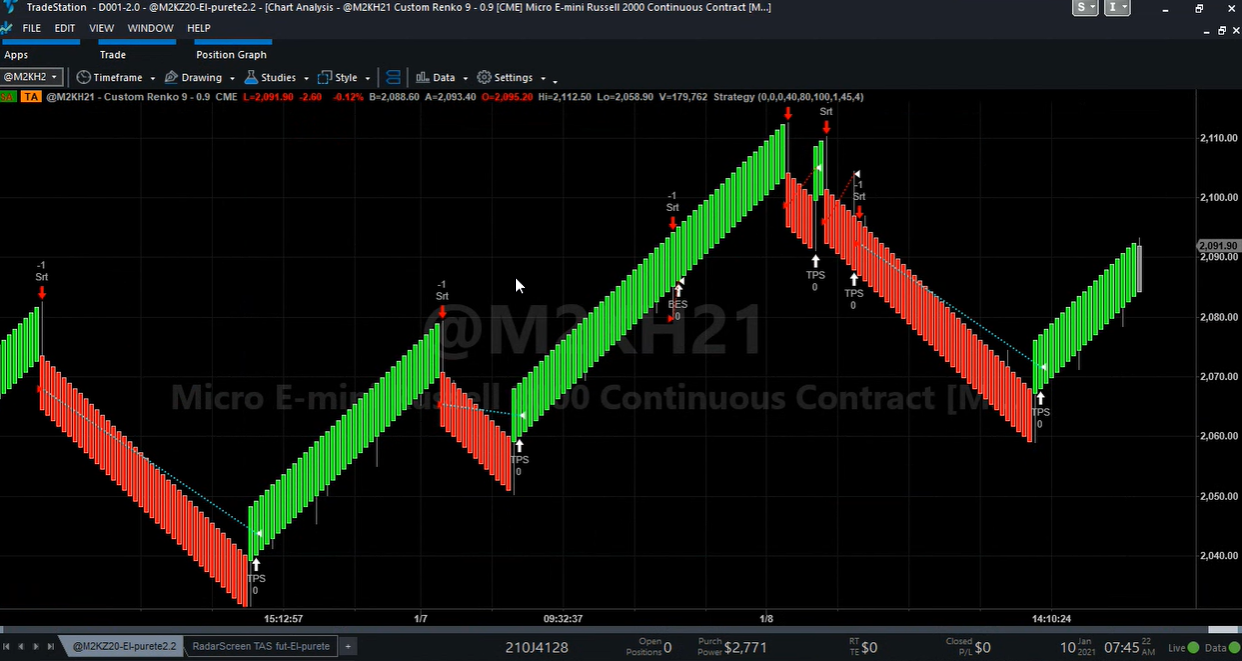 TradeStation - D001-2.0 - @M2KZ20-El-purete2.2 - [Chart Analysis - @M2KH21 Custom Renko 9 - 0.9 [CME] Micro E-mini Russell 2000 Continuous Contract [M...]
S I
FILE EDIT VIEW WINDOW HELP
Apps Trade Position Graph
@M2KH2 Timeframe Drawing Studies Style Data Settings
TA @M2KH21 - Custom Renko 9 - 0.9 CME L=2,091.90 -2.60 -0.12% B=2,088.60 A=2,093.40 O=2,095.20 Hi=2,112.50 Lo=2,058.90 V=179,762 Strategy (0,0,0,40,80,100,1,45,4)
Srt
2,110.00
-1
Srt
-1
Srt
2,100.00
2,091.90
2,090.00
-1
Srt
TPS
0
-1
Srt
TPS
0
BES
0
@M2KH21
2,080.00
2,070.00
Micro E-mini Russell 2000 Continuous Contract [M
TPS
0
2,060.00
TPS
0
2,050.00
2,040.00
TPS
0
15:12:57 1/7 09:32:37 1/8 14:10:24
@M2KZ20-El-purete2.2 RadarScreen TAS fut-El-purete + 210J4128 Open Positions 0 Purch Power $2,771 RT TE $0 Closed P/L $0 10 Jan 2021 07:45 22 AM Live Data